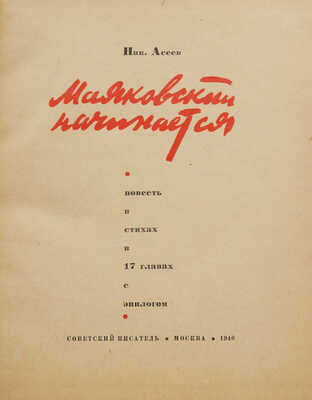 Ник. Асеев
Маяковский
начинается
повесть
в
стихах
в
17 главах
с
эпилогом
СОВЕТСКИЙ ПИСАТЕЛЬ • МОСКВА • 1940